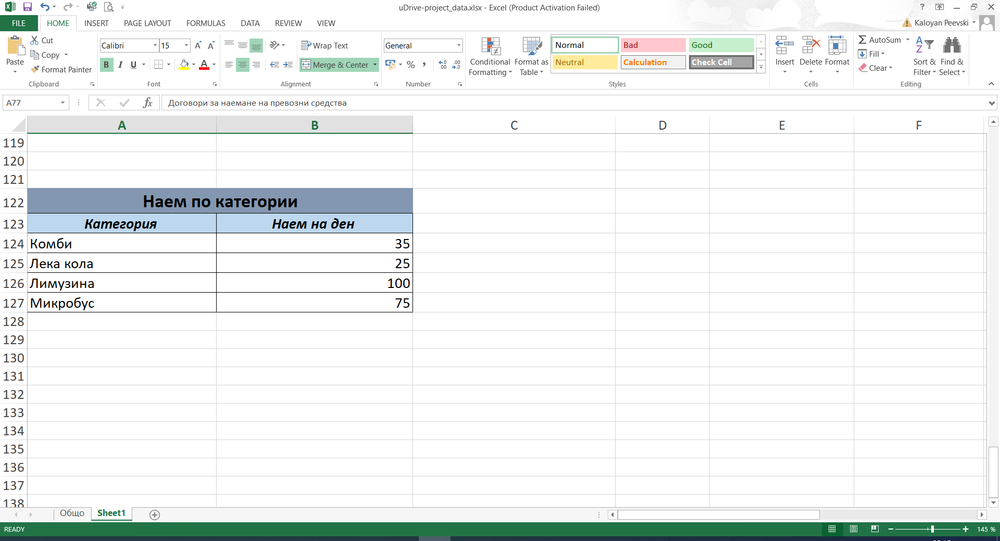 uDrive-project_data.xlsx - Excel (Product Activation Failed)
FILE HOME INSERT PAGE LAYOUT FORMULAS DATA REVIEW VIEW Kaloyan Peevski
Paste
Cut
Copy
Format Painter
Clipboard
Calibri 15
B I U
Font
Wrap Text
Merge & Center
Alignment
General
Number
Conditional Formatting
Format as Table
Normal Bad Good
Neutral Calculation Check Cell
Styles
Insert Delete Format
Cells
AutoSum
Fill
Clear
Sort & Filter
Find & Select
Editing
A77 fx Договори за наемане на превозни средства
A B C D E F
119
120
121
122 Наем по категории
123 Категория Наем на ден
124 Комби 35
125 Лека кола 25
126 Лимузина 100
127 Микробус 75
128
129
130
131
132
133
134
135
136
137
138
Общо Sheet1
READY 145 %